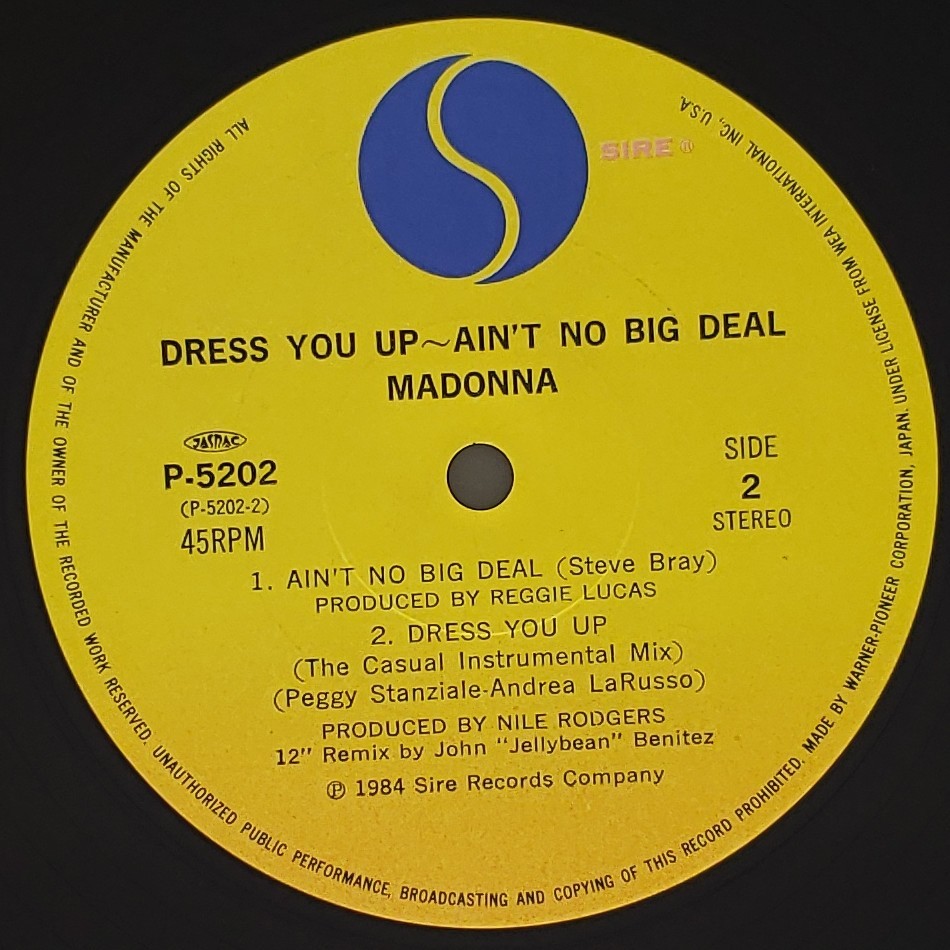 SIRE ®
DRESS YOU UP~AIN'T NO BIG DEAL
MADONNA
JASRAC
P-5202
(P-5202-2)
45RPM
SIDE
2
STEREO
1. AIN'T NO BIG DEAL (Steve Bray)
PRODUCED BY REGGIE LUCAS
2. DRESS YOU UP
(The Casual Instrumental Mix)
(Peggy Stanziale-Andrea LaRusso)
PRODUCED BY NILE RODGERS
12" Remix by John "Jellybean" Benitez
℗ 1984 Sire Records Company
ALL RIGHTS OF THE MANUFACTURER AND OF THE OWNER OF THE RECORDED WORK RESERVED. UNAUTHORIZED PUBLIC PERFORMANCE, BROADCASTING AND COPYING OF THIS RECORD PROHIBITED. MADE BY WARNER-PIONEER CORPORATION, JAPAN. UNDER LICENSE FROM WEA INTERNATIONAL INC., U.S.A.